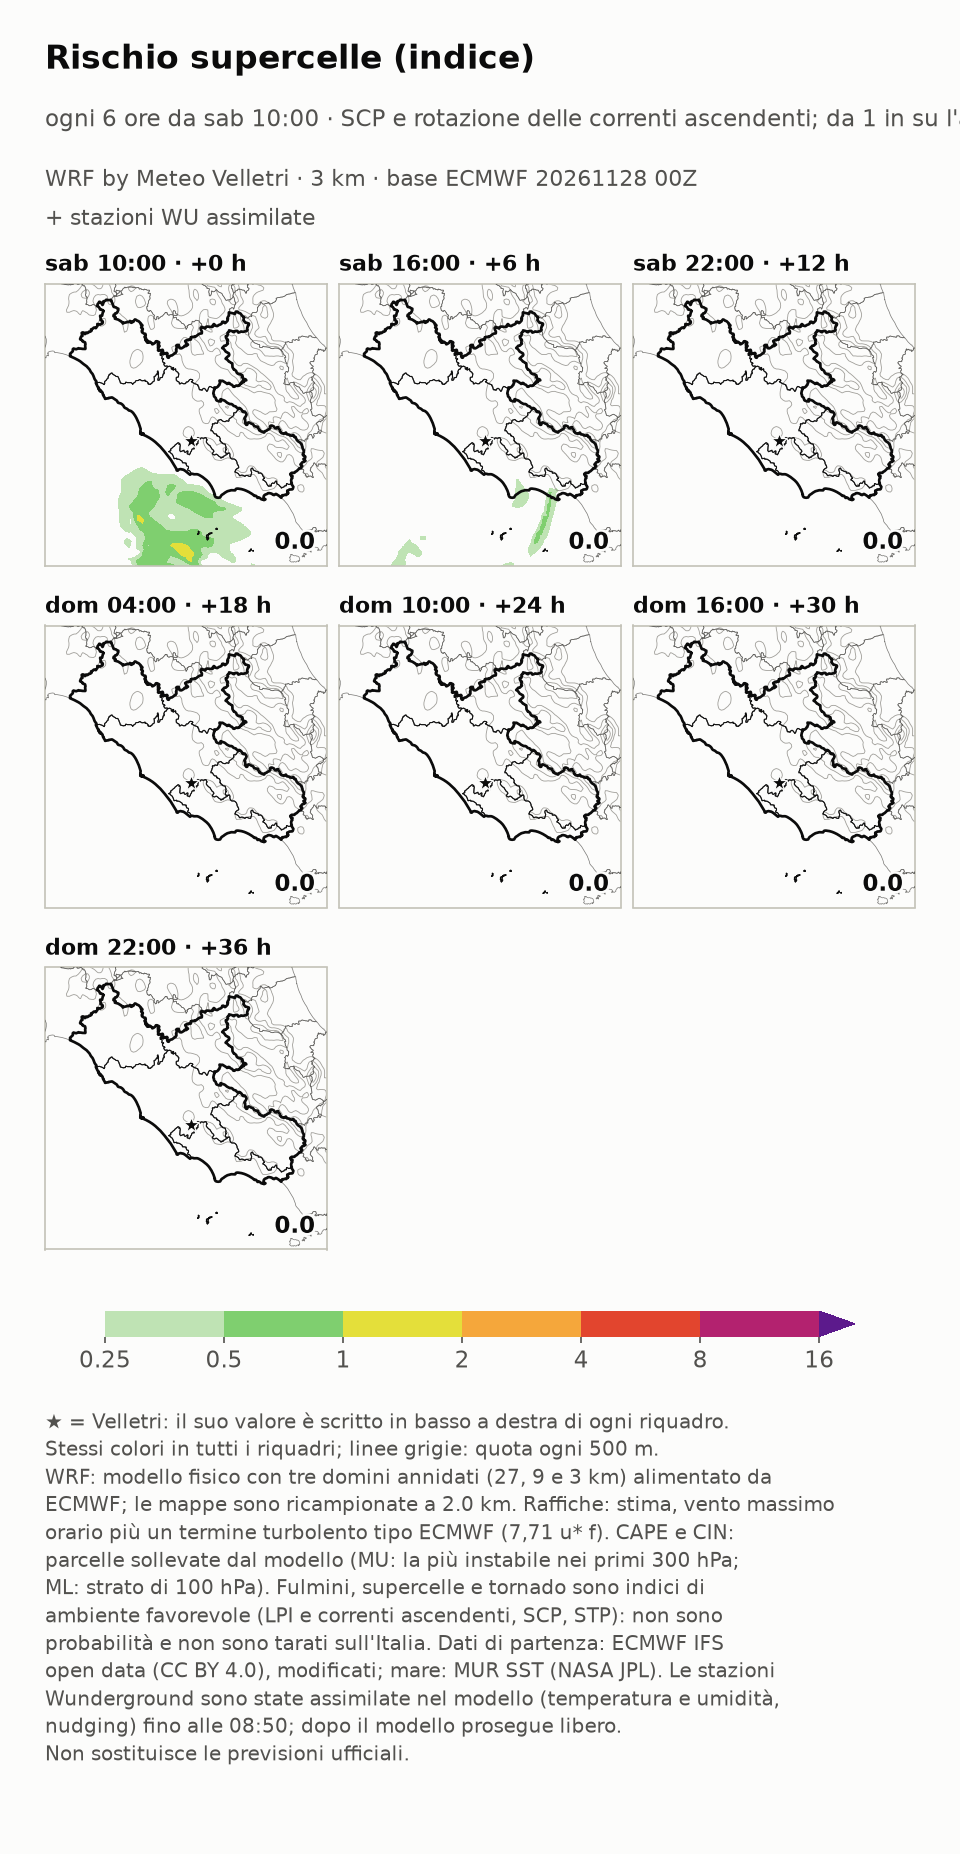 Rischio supercelle (indice)
ogni 6 ore da sab 10:00 · SCP e rotazione delle correnti ascendenti; da 1 in su
WRF by Meteo Velletri · 3 km · base ECMWF 20261128 00Z
+ stazioni WU assimilate
sab 10:00 · +0 h
sab 16:00 · +6 h
sab 22:00 · +12 h
0.0
0.0
0.0
dom 04:00 · +18 h
dom 10:00 · +24 h
dom 16:00 · +30 h
0.0
0.0
0.0
dom 22:00 · +36 h
0.0
0.25 0.5 1 2 4 8 16
★ = Velletri: il suo valore è scritto in basso a destra di ogni riquadro.
Stessi colori in tutti i riquadri; linee grigie: quota ogni 500 m.
WRF: modello fisico con tre domini annidati (27, 9 e 3 km) alimentato da
ECMWF; le mappe sono ricampionate a 2.0 km. Raffiche: stima, vento massimo
orario più un termine turbolento tipo ECMWF (7,71 u* f). CAPE e CIN:
parcelle sollevate dal modello (MU: la più instabile nei primi 300 hPa;
ML: strato di 100 hPa). Fulmini, supercelle e tornado sono indici di
ambiente favorevole (LPI e correnti ascendenti, SCP, STP): non sono
probabilità e non sono tarati sull'Italia. Dati di partenza: ECMWF IFS
open data (CC BY 4.0), modificati; mare: MUR SST (NASA JPL). Le stazioni
Wunderground sono state assimilate nel modello (temperatura e umidità,
nudging) fino alle 08:50; dopo il modello prosegue libero.
Non sostituisce le previsioni ufficiali.